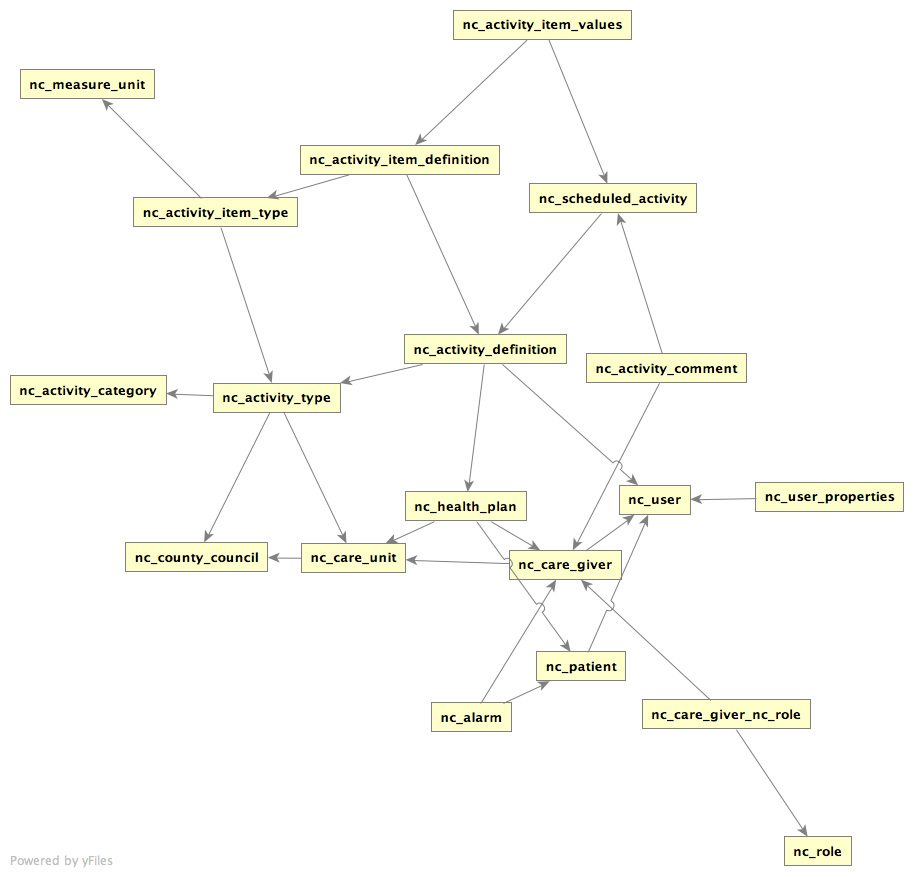 nc_activity_item_values
nc_measure_unit
nc_activity_item_definition
nc_scheduled_activity
nc_activity_item_type
nc_activity_definition
nc_activity_comment
nc_activity_category
nc_activity_type
nc_user
nc_user_properties
nc_health_plan
nc_county_council
nc_care_unit
nc_care_giver
nc_patient
nc_alarm
nc_care_giver_nc_role
nc_role
Powered by yFiles